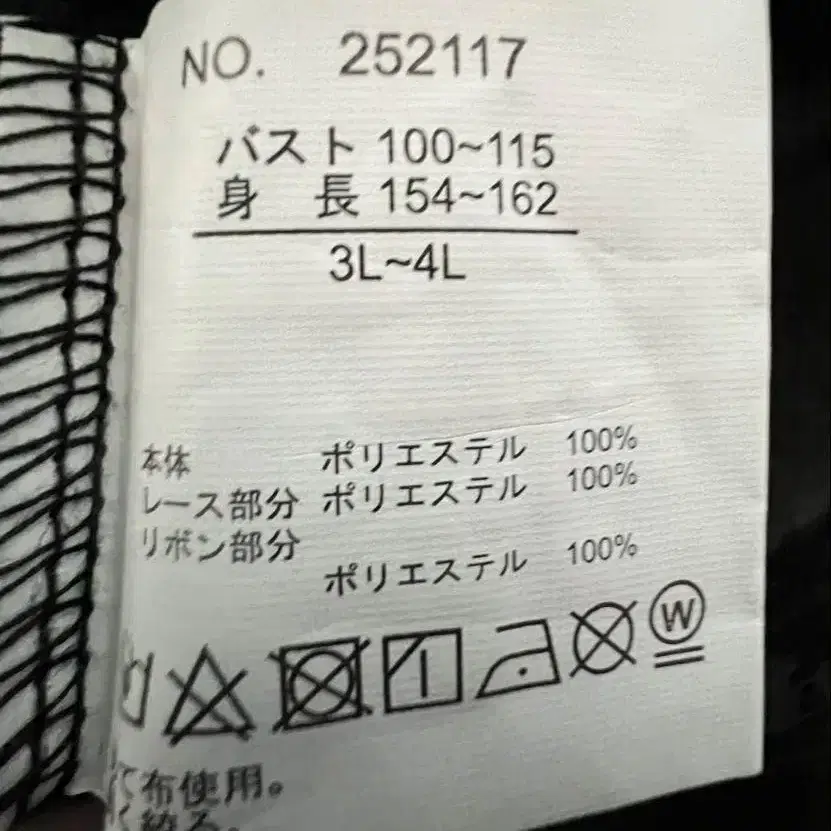 NO. 252117
バスト 100~115
身 長 154~162
3L~4L
本体 ポリエステル 100%
レース部分 ポリエステル 100%
リボン部分
ポリエステル 100%
W
布使用。
絞る。